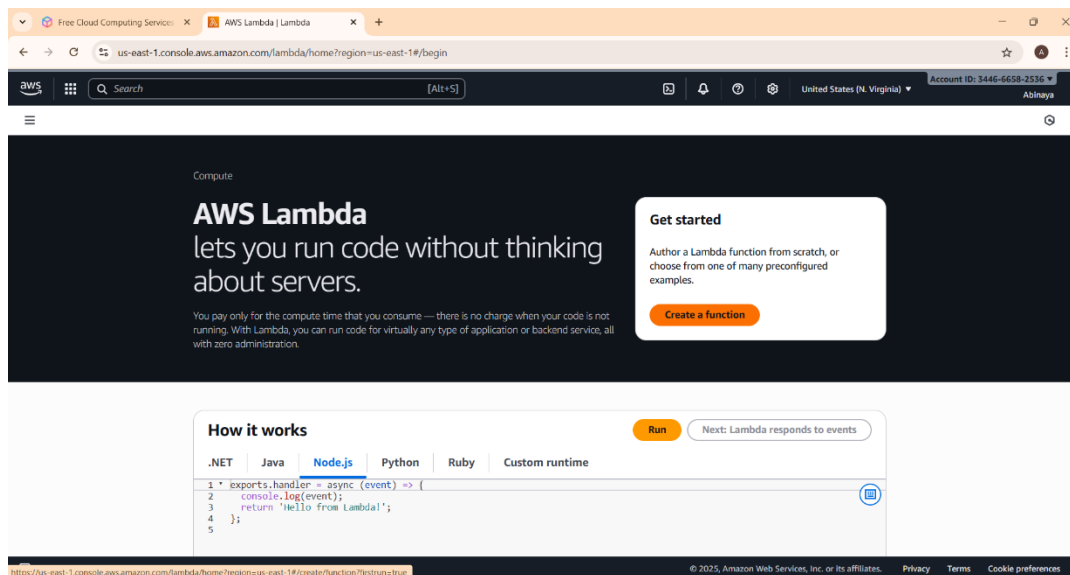 Free Cloud Computing Services
AWS Lambda | Lambda
us-east-1.console.aws.amazon.com/lambda/home?region=us-east-1#/begin
A
aws
Search
[Alt+S]
United States (N. Virginia)
Account ID: 3446-6658-2536
Abinaya
Compute
AWS Lambda
lets you run code without thinking
about servers.
You pay only for the compute time that you consume — there is no charge when your code is not
running. With Lambda, you can run code for virtually any type of application or backend service, all
with zero administration.
Get started
Author a Lambda function from scratch, or
choose from one of many preconfigured
examples.
Create a function
How it works
Run
Next: Lambda responds to events
.NET
Java
Node.js
Python
Ruby
Custom runtime
1 exports.handler = async (event) => {
2 console.log(event);
3 return 'Hello from Lambda!';
4 };
5
https://us-east-1.console.aws.amazon.com/lambda/home?region=us-east-1#/create/function?firstrun=true
© 2025, Amazon Web Services, Inc. or its affiliates.
Privacy
Terms
Cookie preferences